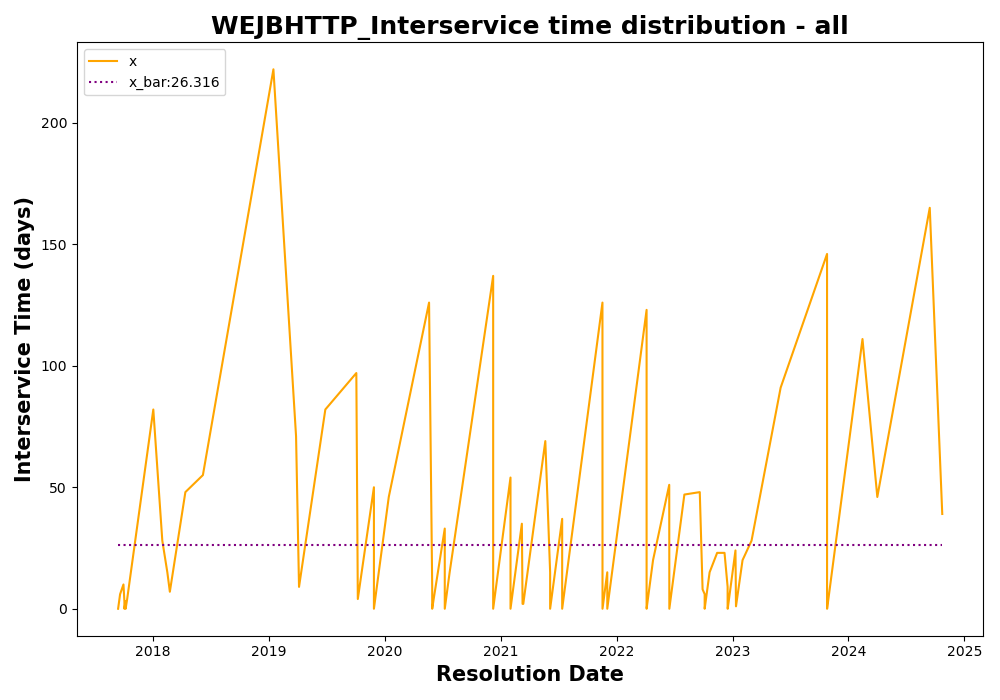 WEJBHTTP_Interservice time distribution - all
x
x_bar:26.316
Interservice Time (days)
200
150
100
50
0
2018 2019 2020 2021 2022 2023 2024 2025
Resolution Date